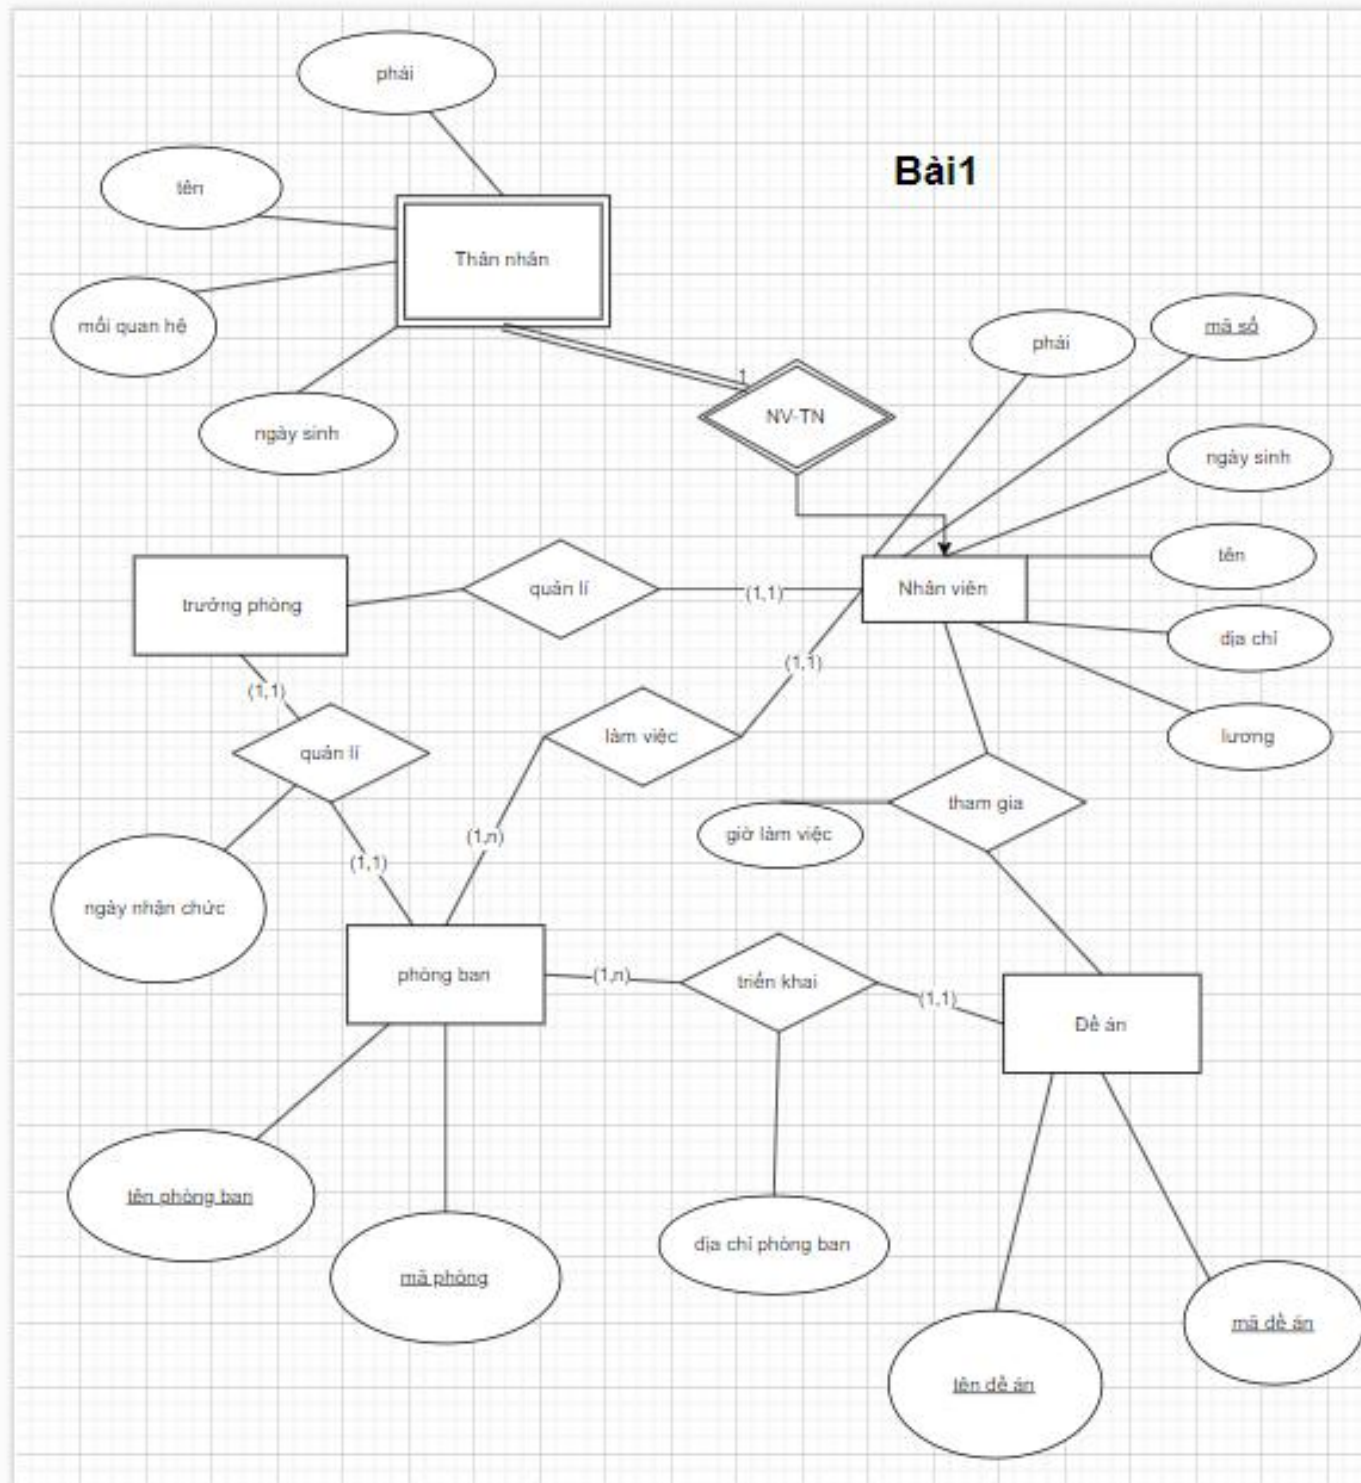 phái
Bài1
tên
Thân nhân
mối quan hệ
phái
mã số
1
NV-TN
ngày sinh
ngày sinh
tên
trưởng phòng
quản lí
(1,1)
Nhân viên
địa chỉ
(1,1)
(1,1)
quản lí
làm việc
lương
tham gia
giờ làm việc
(1,n)
(1,1)
ngày nhận chức
phòng ban
(1,n)
triển khai
(1,1)
Đề án
tên phòng ban
mã phòng
địa chỉ phòng ban
mã đề án
tên đề án